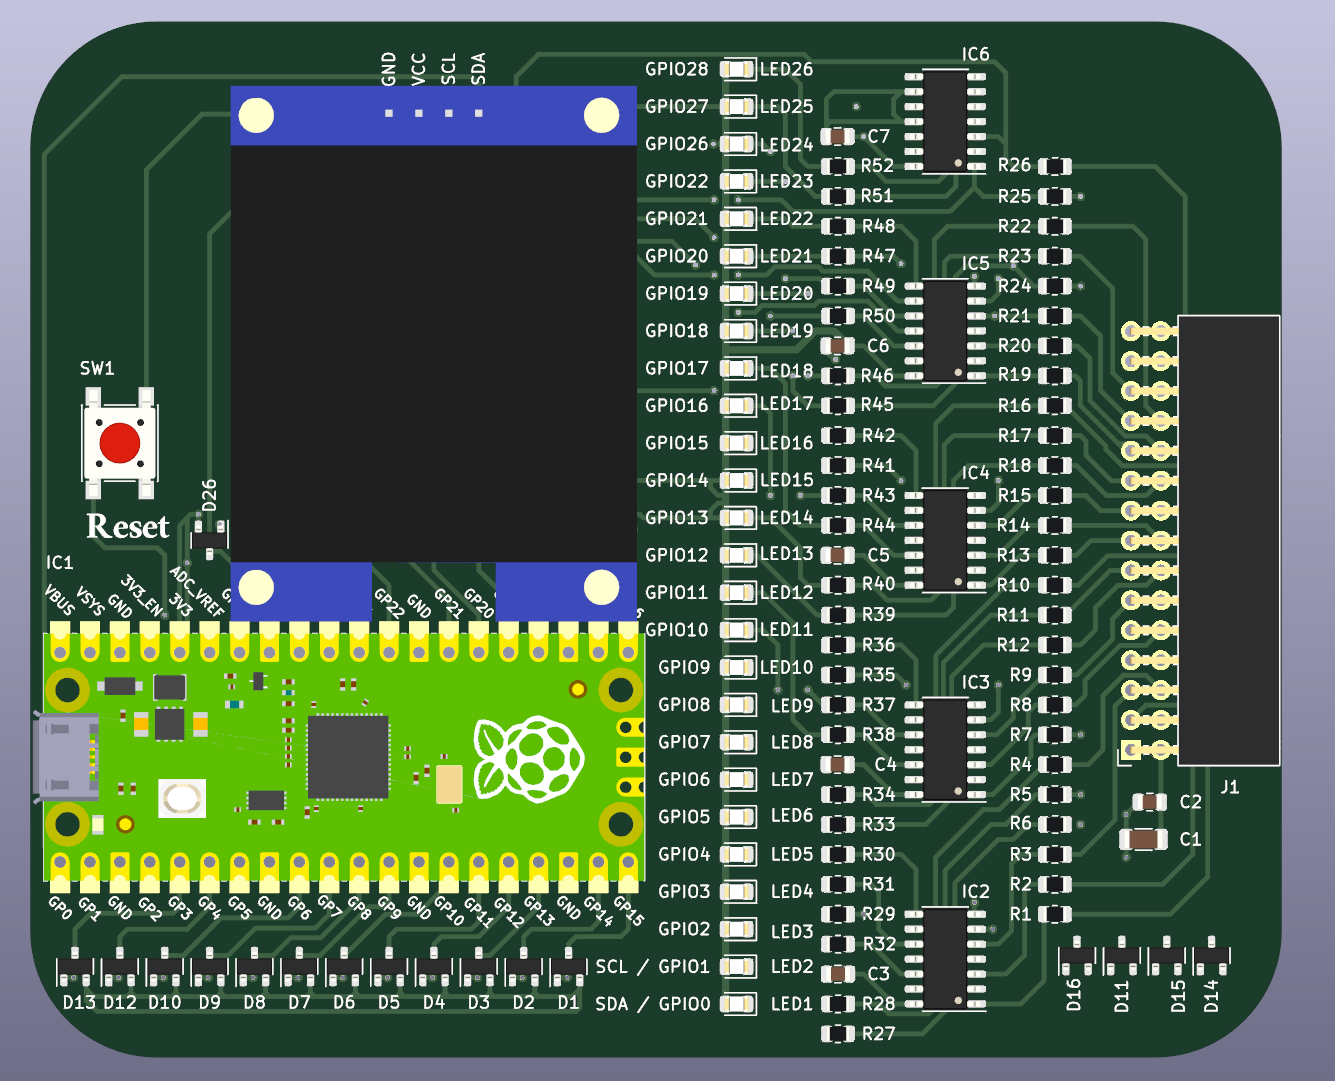 GND
VCC
SCL
SDA
SW1
Reset
D26
IC1
VBUS
VSYS
GND
3V3_EN
3V3
ADC_VREF
GP22
GND
GP21
GP20
GP0
GP1
GND
GP2
GP3
GP4
GP5
GND
GP6
GP7
GP8
GP9
GND
GP10
GP11
GP12
GP13
GND
GP14
GP15
D13
D12
D10
D9
D8
D7
D6
D5
D4
D3
D2
D1
GPIO28 LED26
GPIO27 LED25
GPIO26 LED24
GPIO22 LED23
GPIO21 LED22
GPIO20 LED21
GPIO19 LED20
GPIO18 LED19
GPIO17 LED18
GPIO16 LED17
GPIO15 LED16
GPIO14 LED15
GPIO13 LED14
GPIO12 LED13
GPIO11 LED12
GPIO10 LED11
GPIO9 LED10
GPIO8 LED9
GPIO7 LED8
GPIO6 LED7
GPIO5 LED6
GPIO4 LED5
GPIO3 LED4
GPIO2 LED3
SCL / GPIO1 LED2
SDA / GPIO0 LED1
C7
R52
R51
R48
R47
R49
R50
C6
R46
R45
R42
R41
R43
R44
C5
R40
R39
R36
R35
R37
R38
C4
R34
R33
R30
R31
R29
R32
C3
R28
R27
IC6
IC5
IC4
IC3
IC2
R26
R25
R22
R23
R24
R21
R20
R19
R16
R17
R18
R15
R14
R13
R10
R11
R12
R9
R8
R7
R4
R5
R6
R3
R2
R1
J1
C2
C1
D16
D11
D15
D14